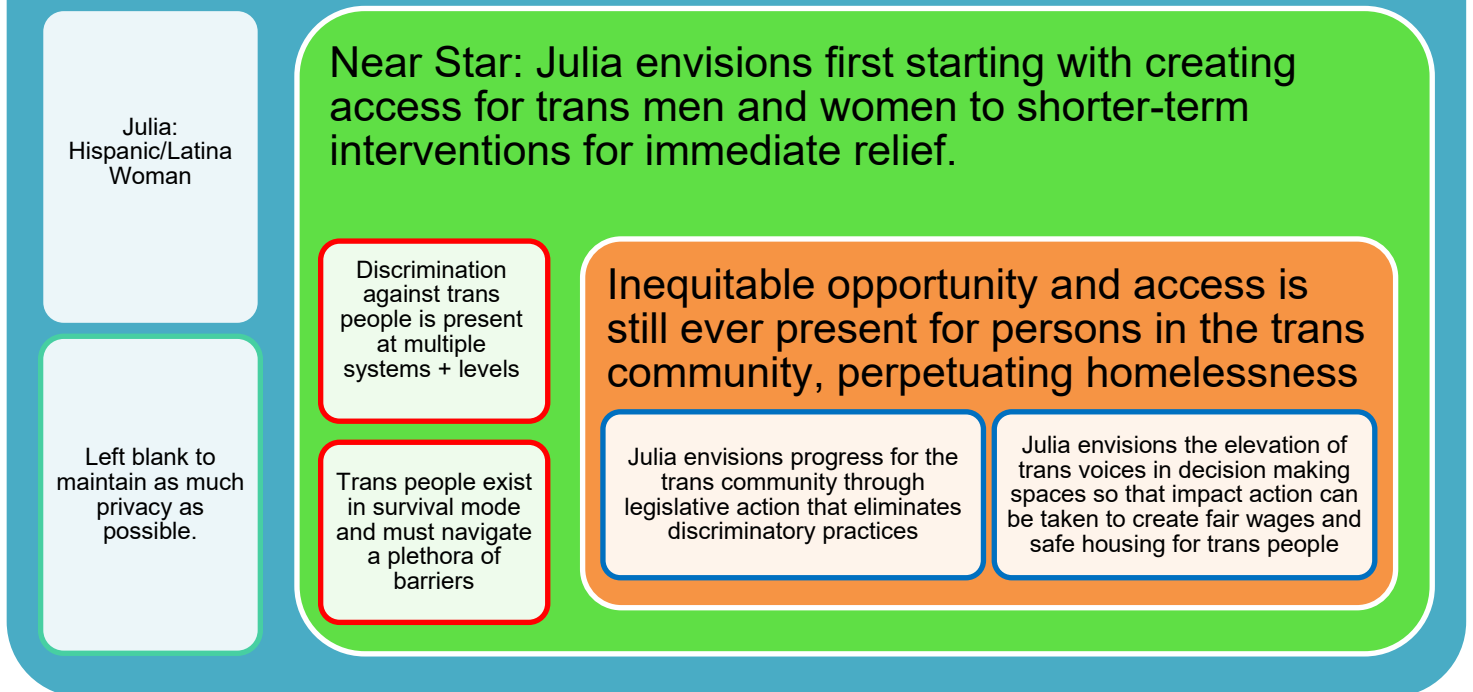 Julia:
Hispanic/Latina
Woman
Left blank to
maintain as much
privacy as
possible.
Near Star: Julia envisions first starting with creating
access for trans men and women to shorter-term
interventions for immediate relief.
Discrimination
against trans
people is present
at multiple
systems + levels
Trans people exist
in survival mode
and must navigate
a plethora of
barriers
Inequitable opportunity and access is
still ever present for persons in the trans
community, perpetuating homelessness
Julia envisions progress for the
trans community through
legislative action that eliminates
discriminatory practices
Julia envisions the elevation of
trans voices in decision making
spaces so that impact action can
be taken to create fair wages and
safe housing for trans people